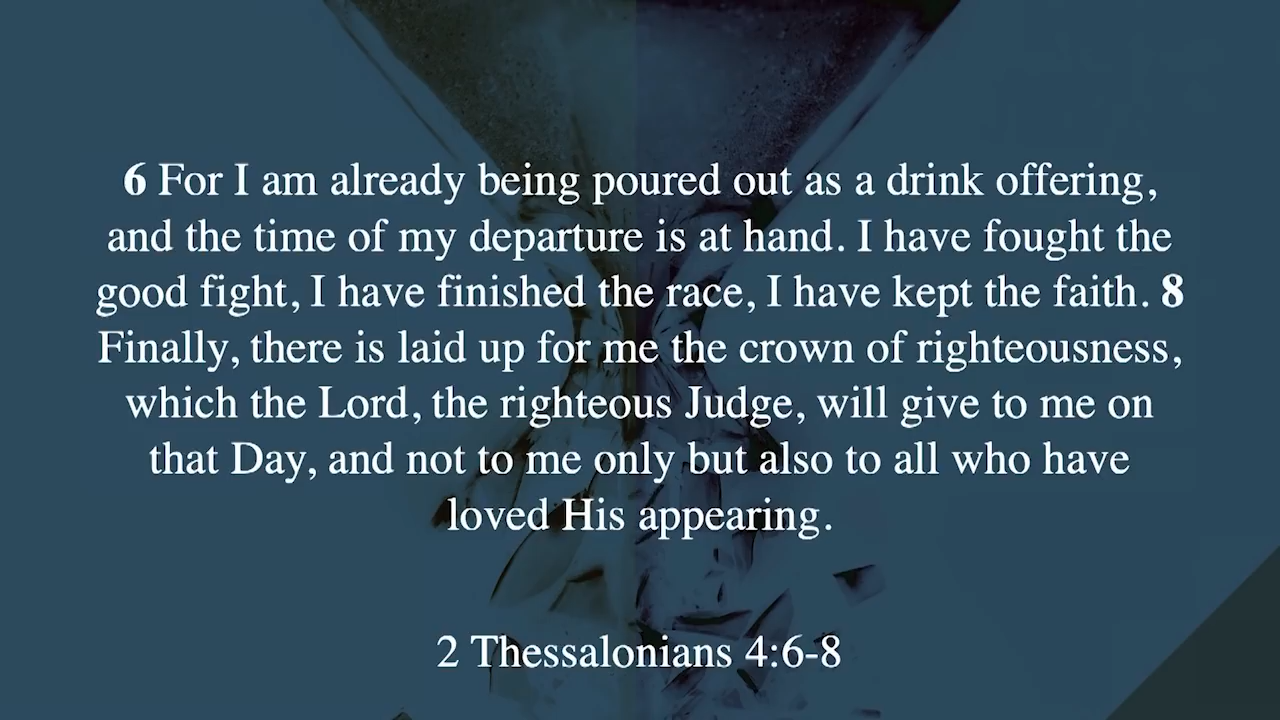 6 For I am already being poured out as a drink offering,
and the time of my departure is at hand. I have fought the
good fight, I have finished the race, I have kept the faith. 8
Finally, there is laid up for me the crown of righteousness,
which the Lord, the righteous Judge, will give to me on
that Day, and not to me only but also to all who have
loved His appearing.
2 Thessalonians 4:6-8